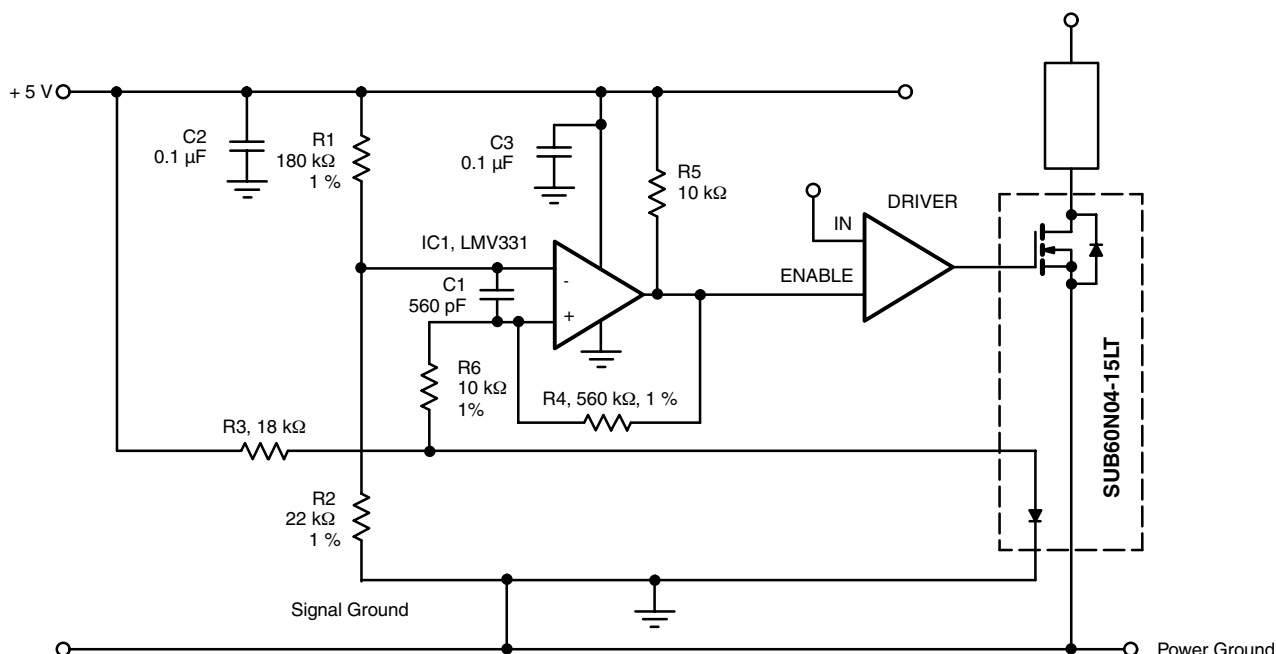 + 5 V
C2
0.1 µF
R1
180 kΩ
1 %
C3
0.1 µF
R5
10 kΩ
DRIVER
IN
IC1, LMV331
ENABLE
C1
560 pF
-
+
R6
10 kΩ
1%
R4, 560 kΩ, 1 %
R3, 18 kΩ
SUB60N04-15LT
R2
22 kΩ
1 %
Signal Ground
Power Ground